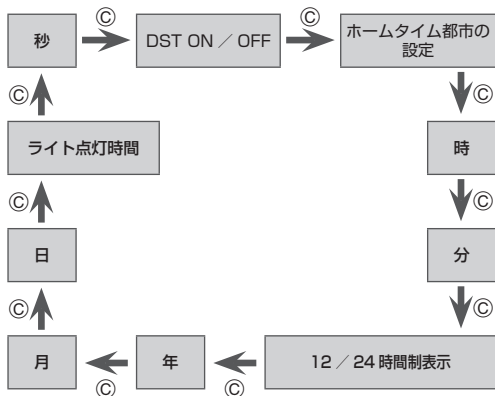 Ⓒ
Ⓒ
秒
DST ON ／ OFF
ホームタイム都市の
設定
Ⓒ
Ⓒ
ライト点灯時間
時
Ⓒ
Ⓒ
日
分
Ⓒ
Ⓒ
月
年
12 ／ 24 時間制表示
Ⓒ
Ⓒ